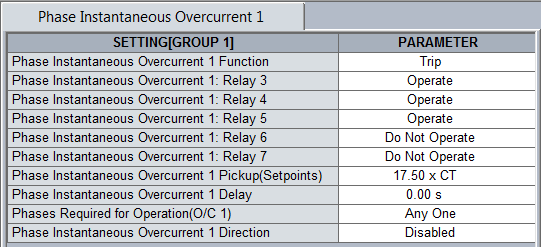 Phase Instantaneous Overcurrent 1
SETTING[GROUP 1] PARAMETER
Phase Instantaneous Overcurrent 1 Function Trip
Phase Instantaneous Overcurrent 1: Relay 3 Operate
Phase Instantaneous Overcurrent 1: Relay 4 Operate
Phase Instantaneous Overcurrent 1: Relay 5 Operate
Phase Instantaneous Overcurrent 1: Relay 6 Do Not Operate
Phase Instantaneous Overcurrent 1: Relay 7 Do Not Operate
Phase Instantaneous Overcurrent 1 Pickup(Setpoints) 17.50 x CT
Phase Instantaneous Overcurrent 1 Delay 0.00 s
Phases Required for Operation(O/C 1) Any One
Phase Instantaneous Overcurrent 1 Direction Disabled